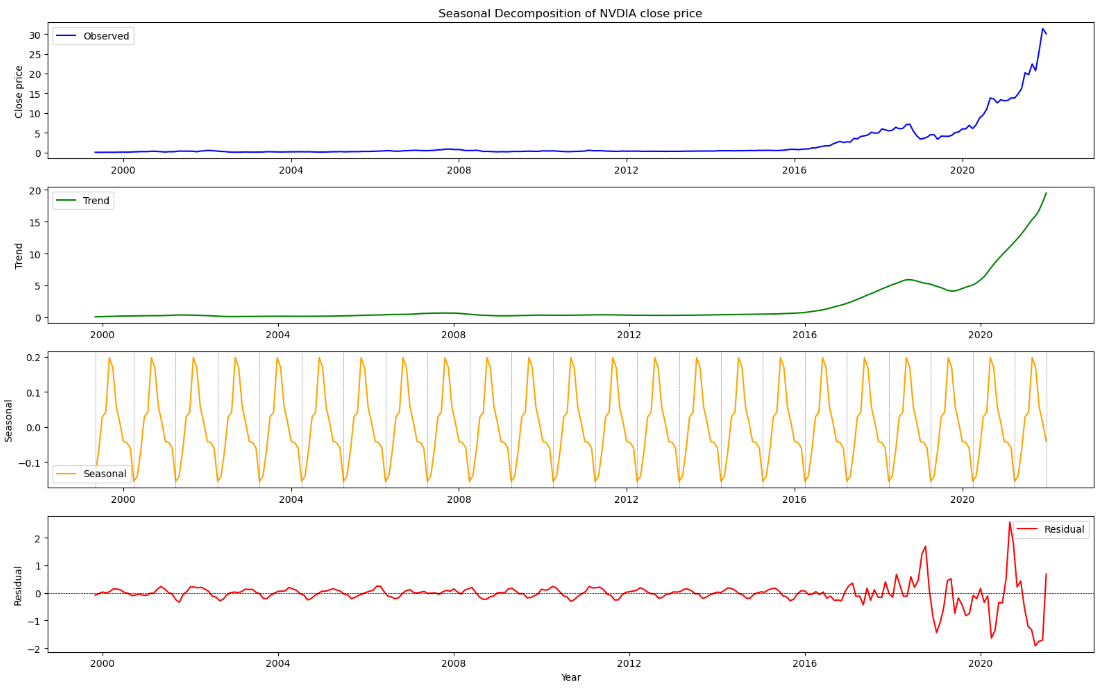 Seasonal Decomposition of NVDIA close price
Observed
Close price
30
25
20
15
10
5
0
2000 2004 2008 2012 2016 2020
Trend
Trend
20
15
10
5
0
2000 2004 2008 2012 2016 2020
Seasonal
0.2
0.1
0.0
−0.1
Seasonal
2000 2004 2008 2012 2016 2020
Residual
Residual
2
1
0
−1
−2
2000 2004 2008 2012 2016 2020
Year